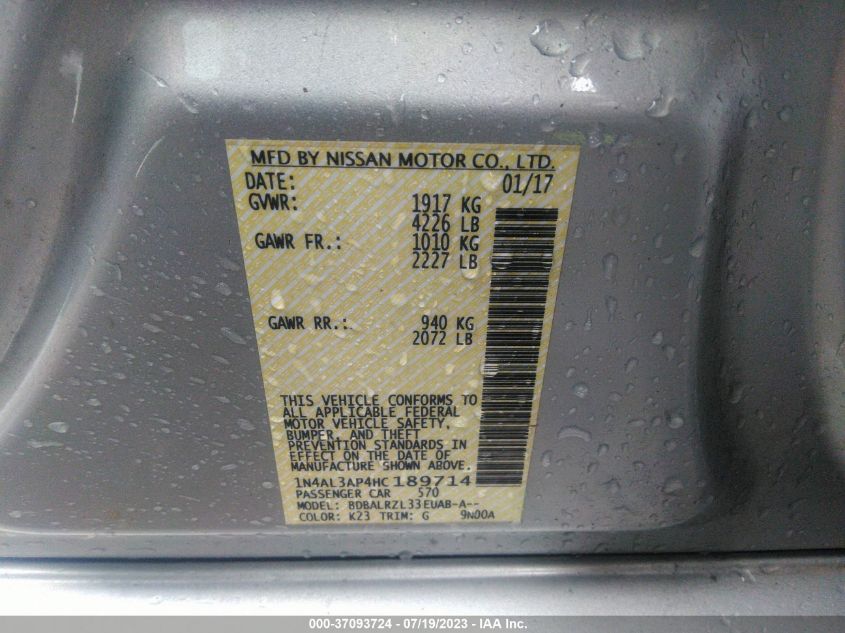 MFD BY NISSAN MOTOR CO., LTD.
DATE: 01/17
GVWR: 1917 KG
4226 LB
GAWR FR.: 1010 KG
2227 LB
GAWR RR.: 940 KG
2072 LB
THIS VEHICLE CONFORMS TO
ALL APPLICABLE FEDERAL
MOTOR VEHICLE SAFETY,
BUMPER, AND THEFT
PREVENTION STANDARDS IN
EFFECT ON THE DATE OF
MANUFACTURE SHOWN ABOVE.
1N4AL3AP4HC189714
PASSENGER CAR 570
MODEL: BDBALRZL33EUAB-A--
COLOR: K23 TRIM: G 9N00A
000-37093724 - 07/19/2023 - IAA Inc.